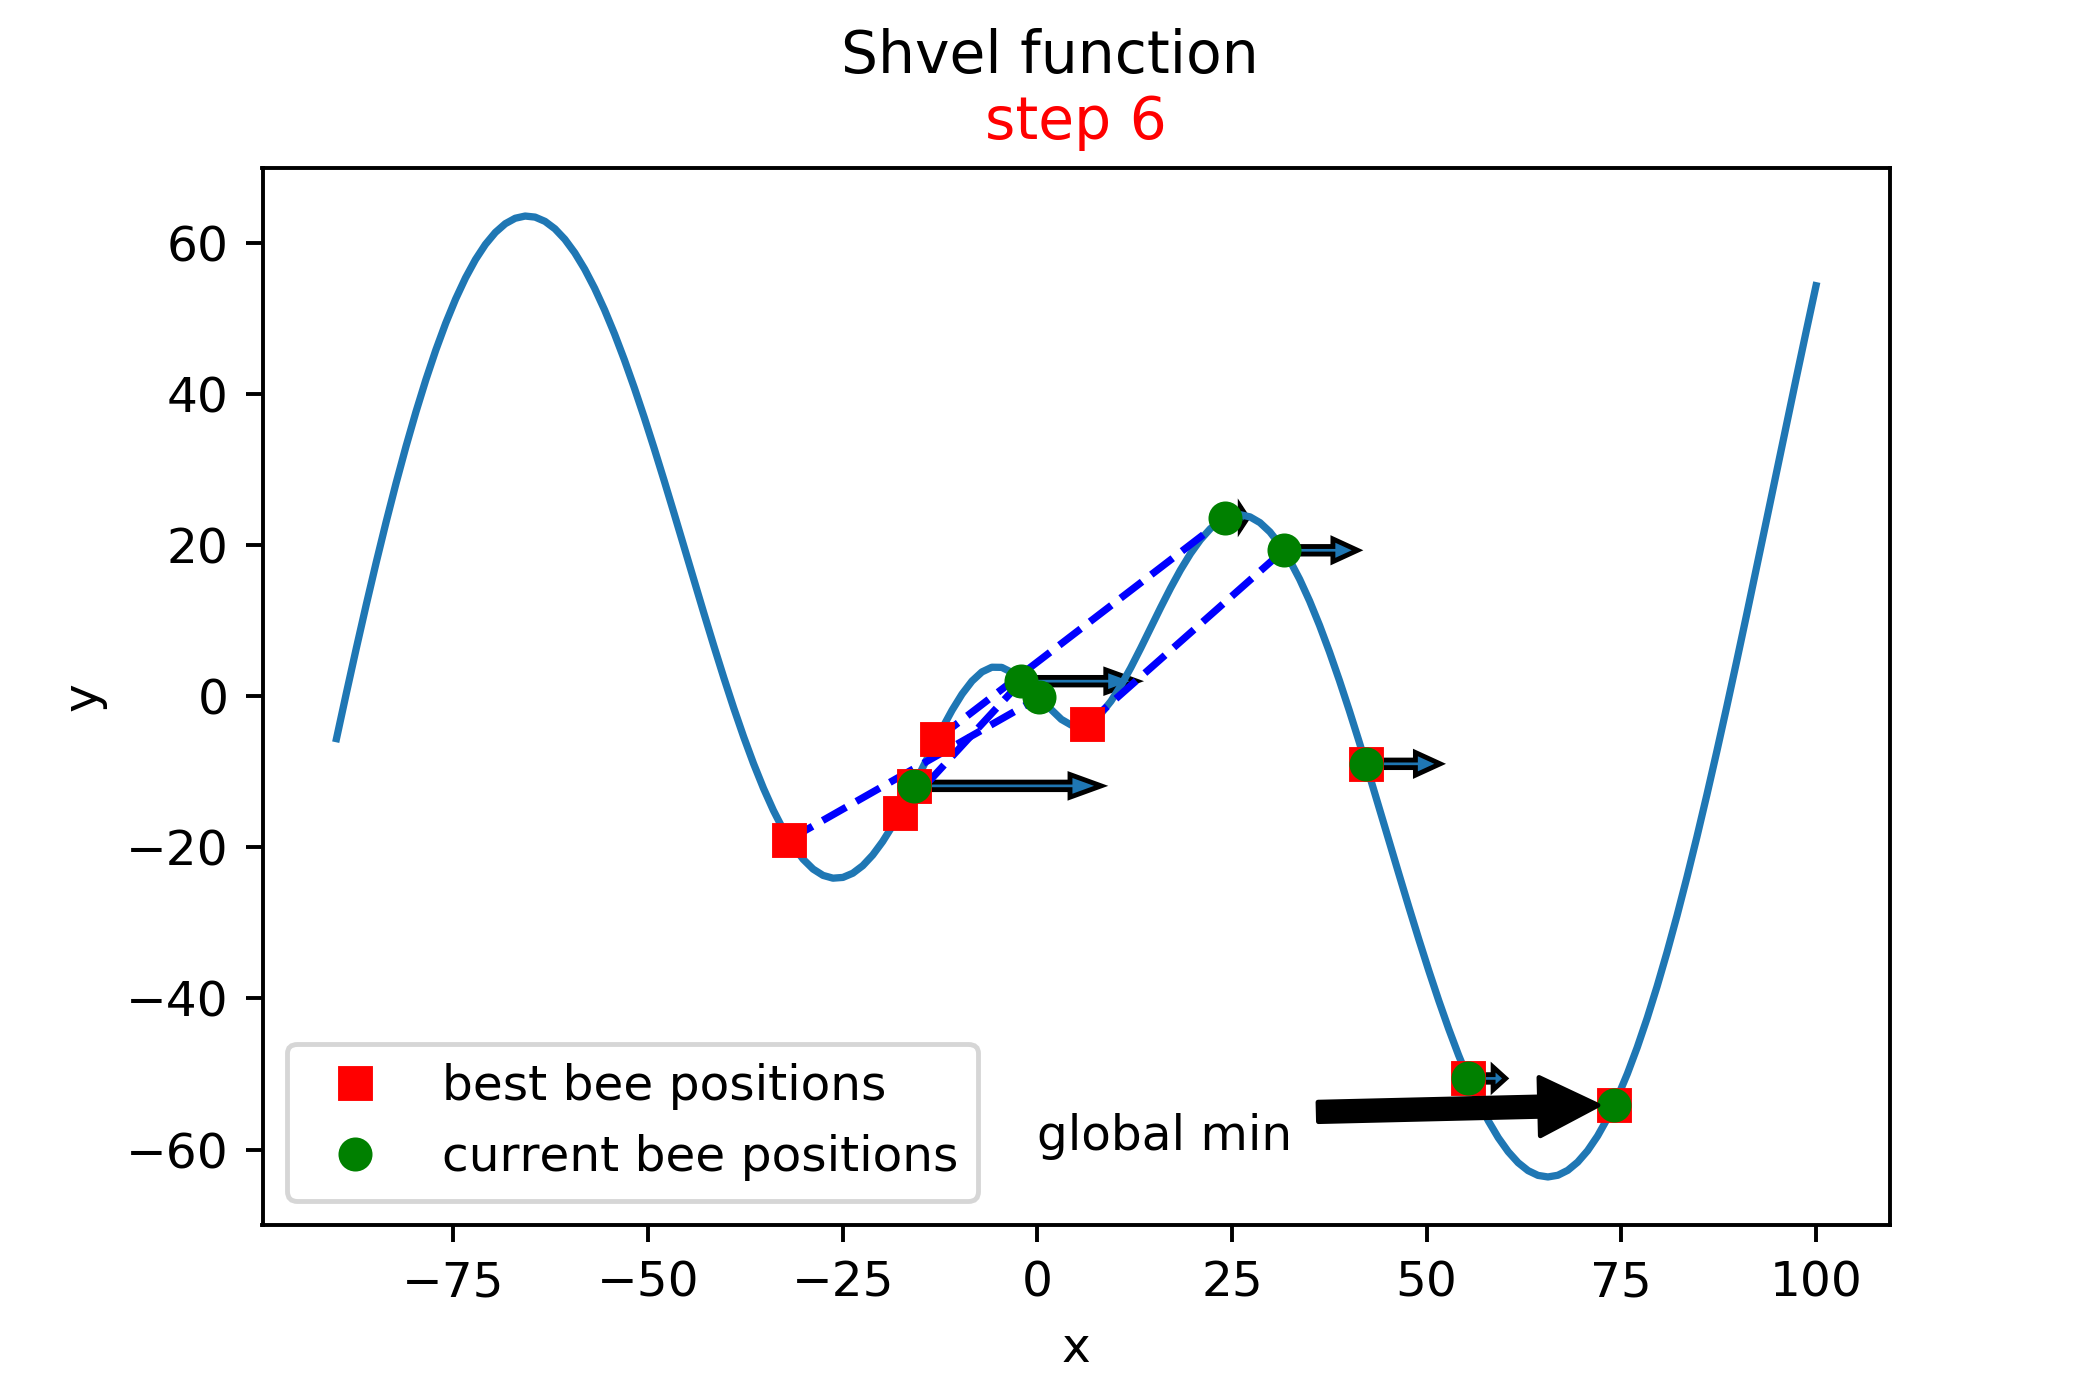 Shvel function
step 6
60
40
20
0
−20
−40
−60
y
best bee positions
current bee positions
global min
−75 −50 −25 0 25 50 75 100
x